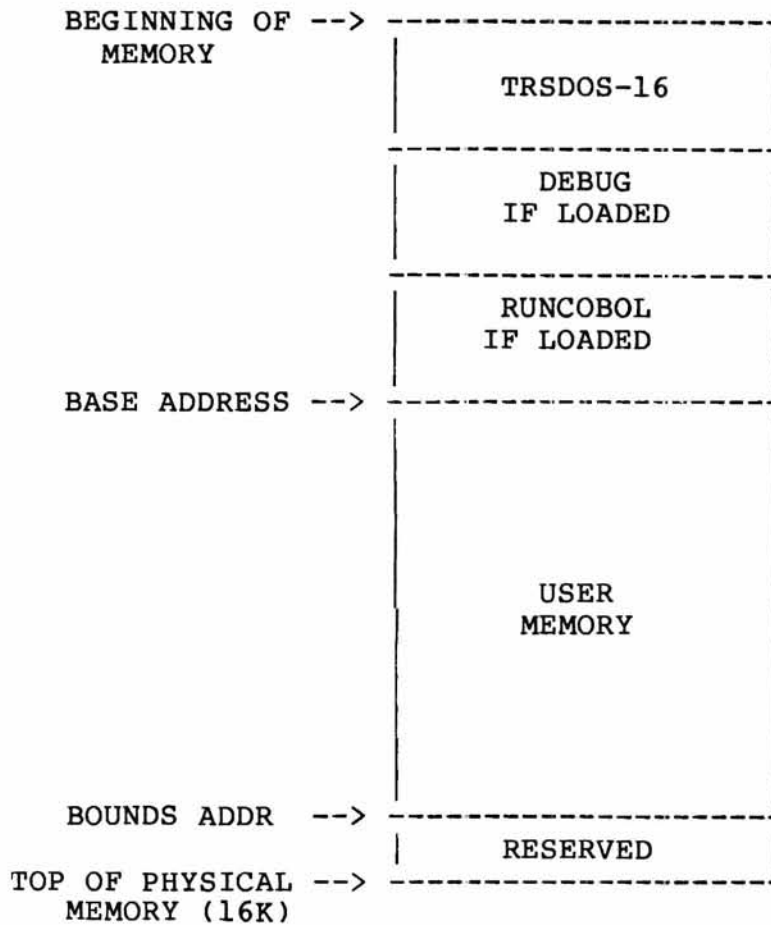 BEGINNING OF -->
MEMORY
TRSDOS-16
DEBUG
IF LOADED
RUNCOBOL
IF LOADED
BASE ADDRESS -->
USER
MEMORY
BOUNDS ADDR -->
RESERVED
TOP OF PHYSICAL -->
MEMORY (16K)